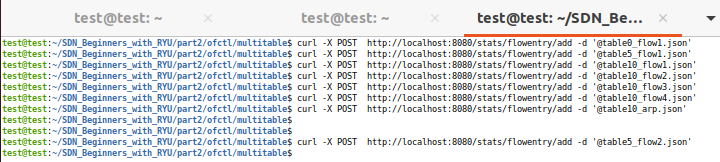 test@test: ~
test@test: ~
test@test: ~/SDN_Be...
test@test:~/SDN_Beginners_with_RYU/part2/ofctl/multitable$ curl -X POST  http://localhost:8080/stats/flowentry/add -d '@table0_flow1.json'
test@test:~/SDN_Beginners_with_RYU/part2/ofctl/multitable$ curl -X POST  http://localhost:8080/stats/flowentry/add -d '@table5_flow1.json'
test@test:~/SDN_Beginners_with_RYU/part2/ofctl/multitable$ curl -X POST  http://localhost:8080/stats/flowentry/add -d '@table10_flow1.json'
test@test:~/SDN_Beginners_with_RYU/part2/ofctl/multitable$ curl -X POST  http://localhost:8080/stats/flowentry/add -d '@table10_flow2.json'
test@test:~/SDN_Beginners_with_RYU/part2/ofctl/multitable$ curl -X POST  http://localhost:8080/stats/flowentry/add -d '@table10_flow3.json'
test@test:~/SDN_Beginners_with_RYU/part2/ofctl/multitable$ curl -X POST  http://localhost:8080/stats/flowentry/add -d '@table10_flow4.json'
test@test:~/SDN_Beginners_with_RYU/part2/ofctl/multitable$ curl -X POST  http://localhost:8080/stats/flowentry/add -d '@table10_arp.json'
test@test:~/SDN_Beginners_with_RYU/part2/ofctl/multitable$
test@test:~/SDN_Beginners_with_RYU/part2/ofctl/multitable$
test@test:~/SDN_Beginners_with_RYU/part2/ofctl/multitable$ curl -X POST  http://localhost:8080/stats/flowentry/add -d '@table5_flow2.json'
test@test:~/SDN_Beginners_with_RYU/part2/ofctl/multitable$